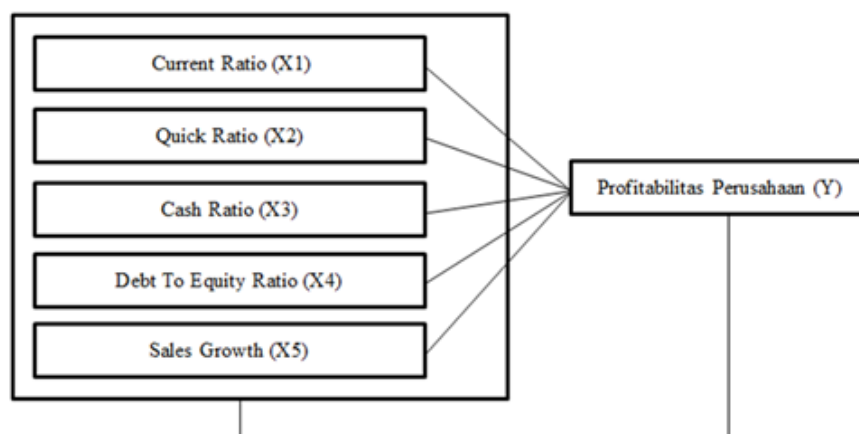 Current Ratio (X1)
Quick Ratio (X2)
Cash Ratio (X3)
Debt To Equity Ratio (X4)
Sales Growth (X5)
Profitabilitas Perusahaan (Y)